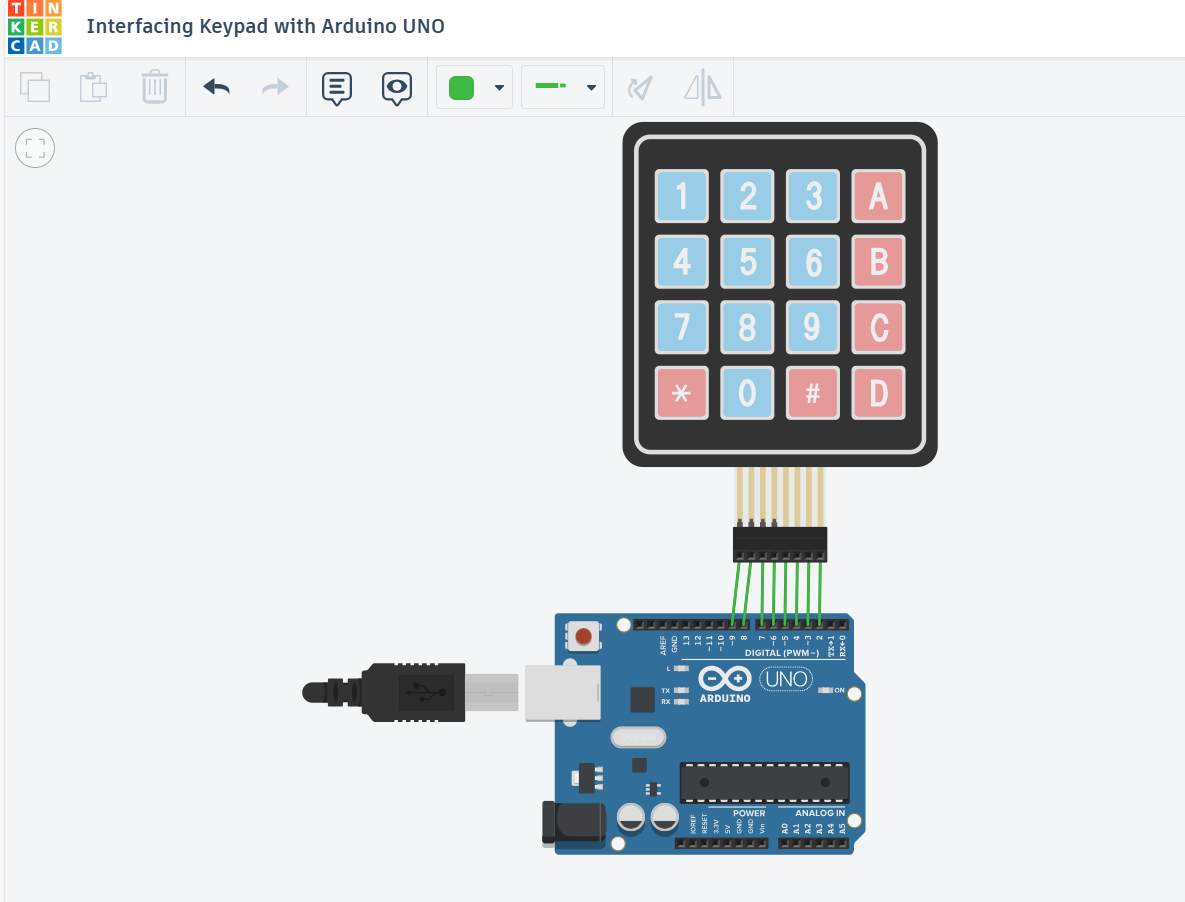 TIN
KER
CAD
Interfacing Keypad with Arduino UNO
1 2 3 A
4 5 6 B
7 8 9 C
* 0 # D
AREF GND 13 12 ~11 ~10 ~9 8 7 ~6 ~5 4 ~3 2 TX→1 RX←0
DIGITAL (PWM~)
L
TX
RX
UNO
ON
ARDUINO
POWER
ANALOG IN
IOREF RESET 3.3V 5V GND GND Vin A0 A1 A2 A3 A4 A5